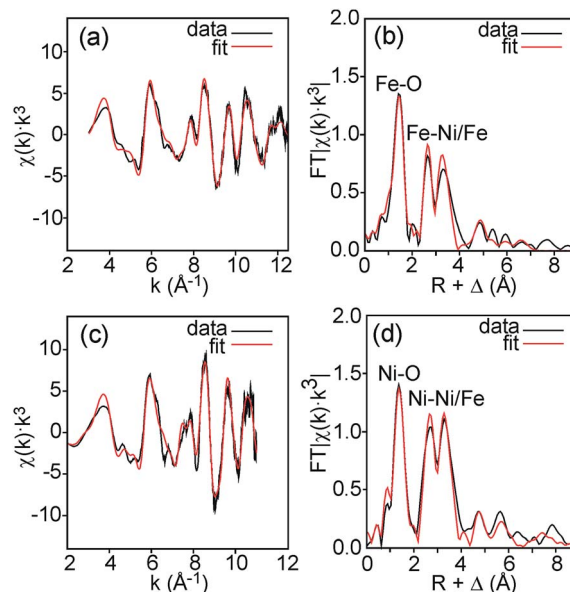 (a)
data
fit
χ(k)·k³
10
5
0
-5
-10
2 4 6 8 10 12
k (Å⁻¹)
(b)
data
fit
Fe-O
Fe-Ni/Fe
FT|χ(k)·k³|
2.0
1.5
1.0
0.5
0.0
0 2 4 6 8
R + Δ (Å)
(c)
data
fit
χ(k)·k³
10
5
0
-5
-10
2 4 6 8 10 12
k (Å⁻¹)
(d)
data
fit
Ni-O
Ni-Ni/Fe
FT|χ(k)·k³|
2.0
1.5
1.0
0.5
0.0
0 2 4 6 8
R + Δ (Å)